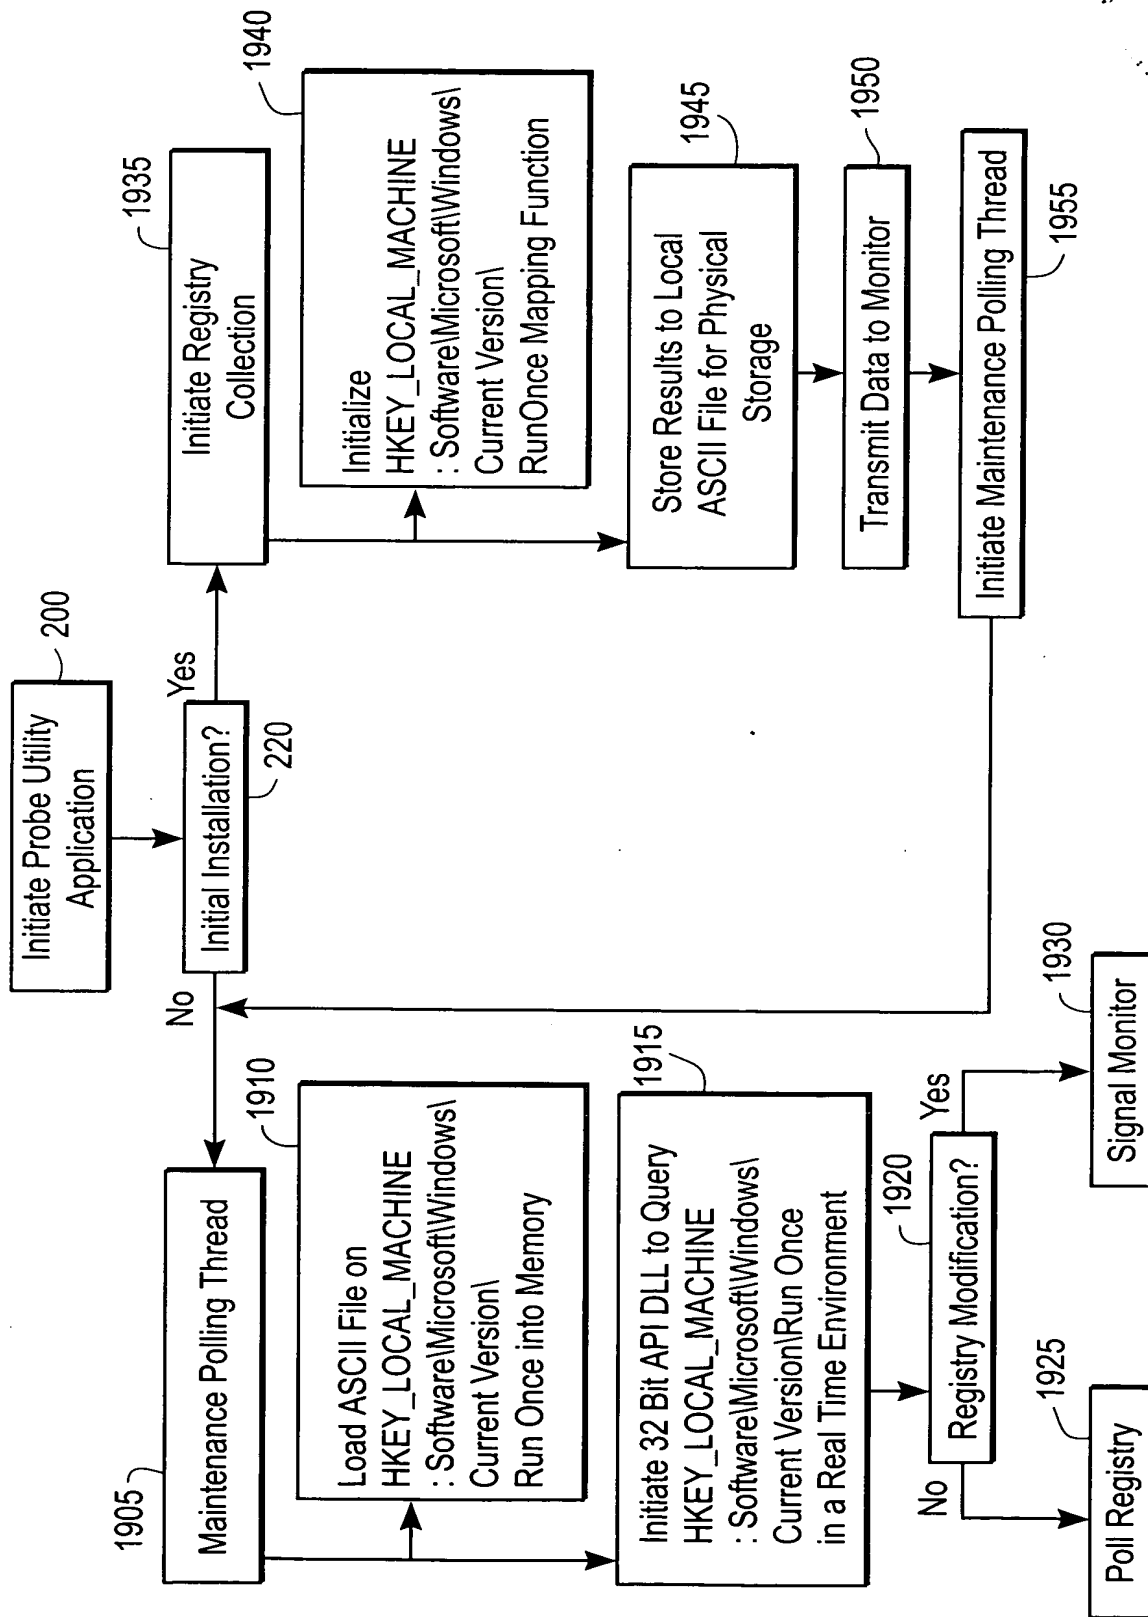 200
Initiate Probe Utility
Application
220
Initial Installation?
No
Yes
1905
Maintenance Polling Thread
1910
Load ASCII File on
HKEY_LOCAL_MACHINE
: Software\Microsoft\Windows\
Current Version\
Run Once into Memory
1915
Initiate 32 Bit API DLL to Query
HKEY_LOCAL_MACHINE
: Software\Microsoft\Windows\
Current Version\Run Once
in a Real Time Environment
1920
Registry Modification?
No
Yes
1925
Poll Registry
1930
Signal Monitor
1935
Initiate Registry
Collection
1940
Initialize
HKEY_LOCAL_MACHINE
: Software\Microsoft\Windows\
Current Version\
RunOnce Mapping Function
1945
Store Results to Local
ASCII File for Physical
Storage
1950
Transmit Data to Monitor
1955
Initiate Maintenance Polling Thread